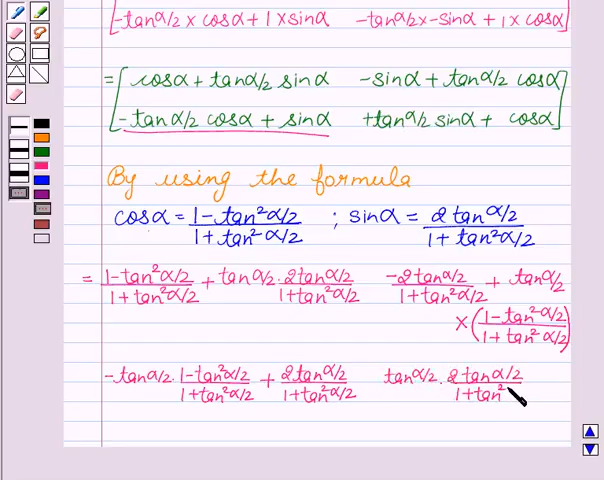 -tanα/2 × cosα + 1 × sinα   -tanα/2 × -sinα + 1 × cosα
= [ cosα + tanα/2 sinα   -sinα + tanα/2 cosα
-tanα/2 cosα + sinα   +tanα/2 sinα + cosα ]
By using the formula
cosα = 1-tan²α/2 / 1+tan²α/2 ; sinα = 2tanα/2 / 1+tan²α/2
= 1-tan²α/2 / 1+tan²α/2 + tanα/2 . 2tanα/2 / 1+tan²α/2   -2tanα/2 / 1+tan²α/2 + tanα/2
× (1-tan²α/2 / 1+tan²α/2)
-tanα/2 . 1-tan²α/2 / 1+tan²α/2 + 2tanα/2 / 1+tan²α/2   tanα/2 . 2tanα/2 / 1+tan²